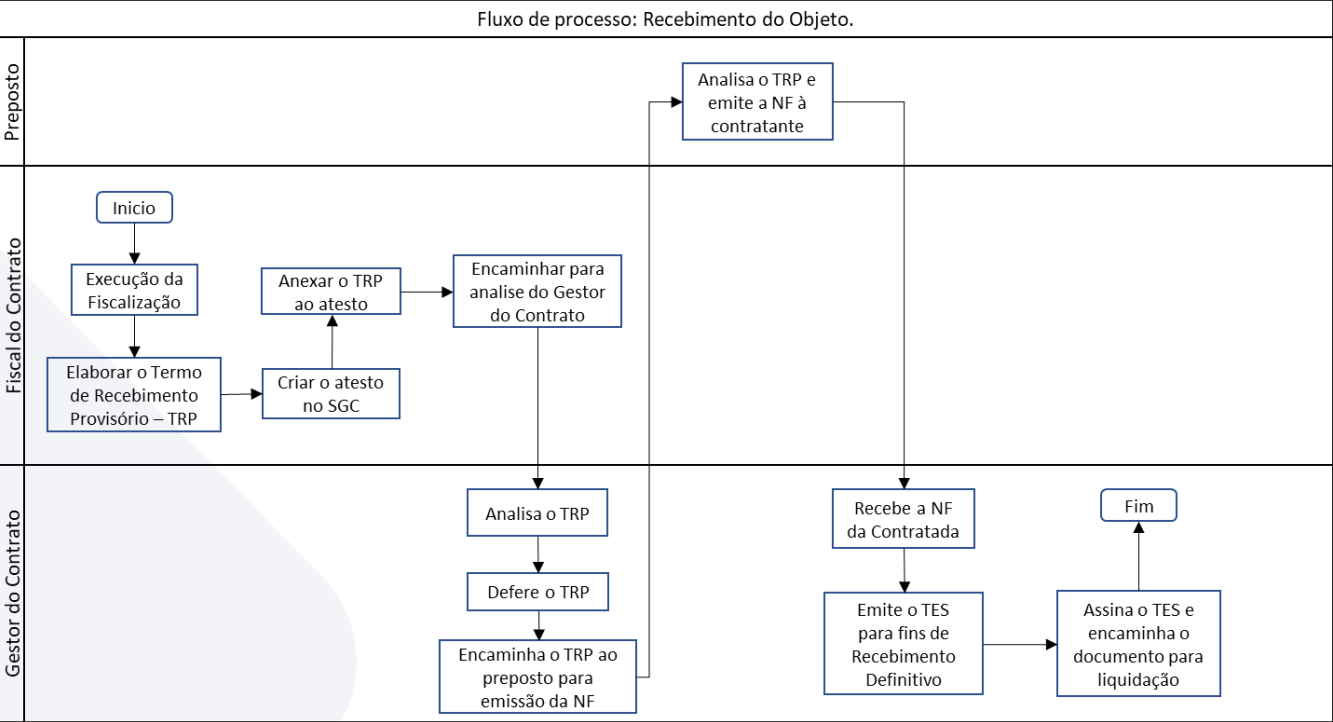 Fluxo de processo: Recebimento do Objeto.
Preposto
Analisa o TRP e
emite a NF à
contratante
Fiscal do Contrato
Inicio
Execução da
Fiscalização
Elaborar o Termo
de Recebimento
Provisório – TRP
Criar o atesto
no SGC
Anexar o TRP
ao atesto
Encaminhar para
analise do Gestor
do Contrato
Gestor do Contrato
Analisa o TRP
Defere o TRP
Encaminha o TRP ao
preposto para
emissão da NF
Recebe a NF
da Contratada
Emite o TES
para fins de
Recebimento
Definitivo
Assina o TES e
encaminha o
documento para
liquidação
Fim